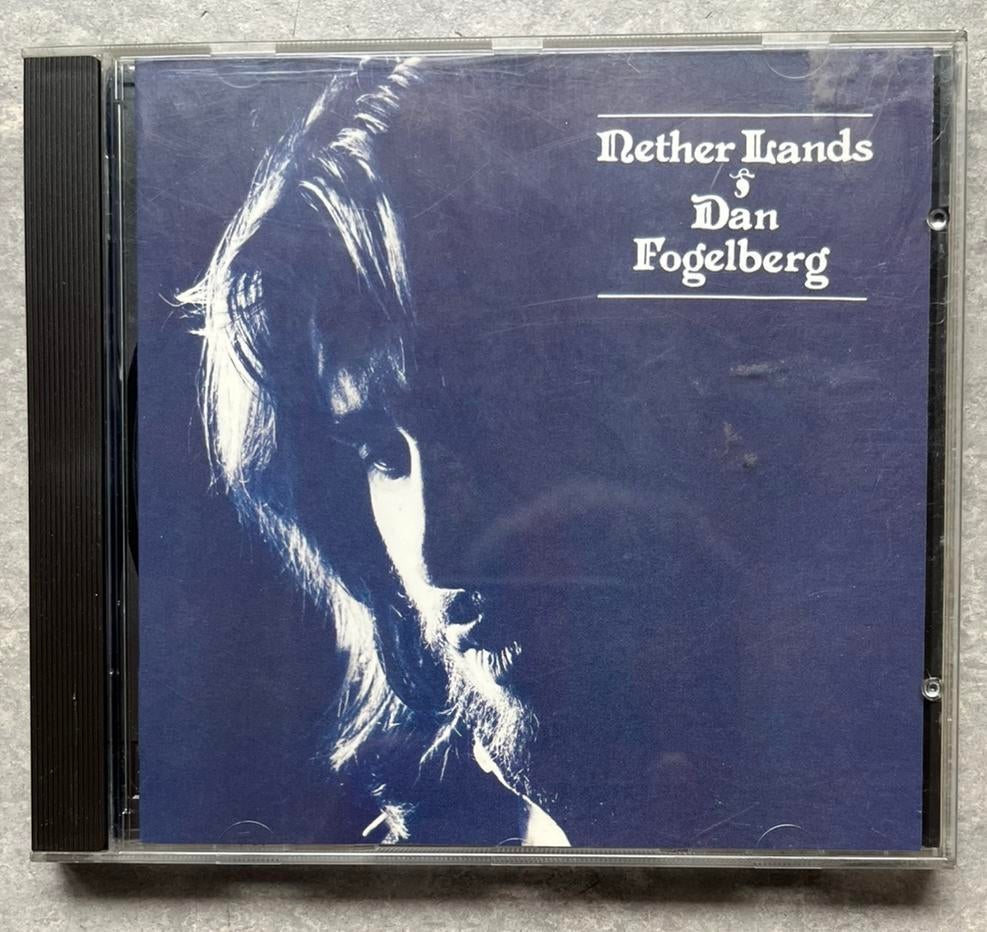 Nether Lands
Dan
Fogelberg